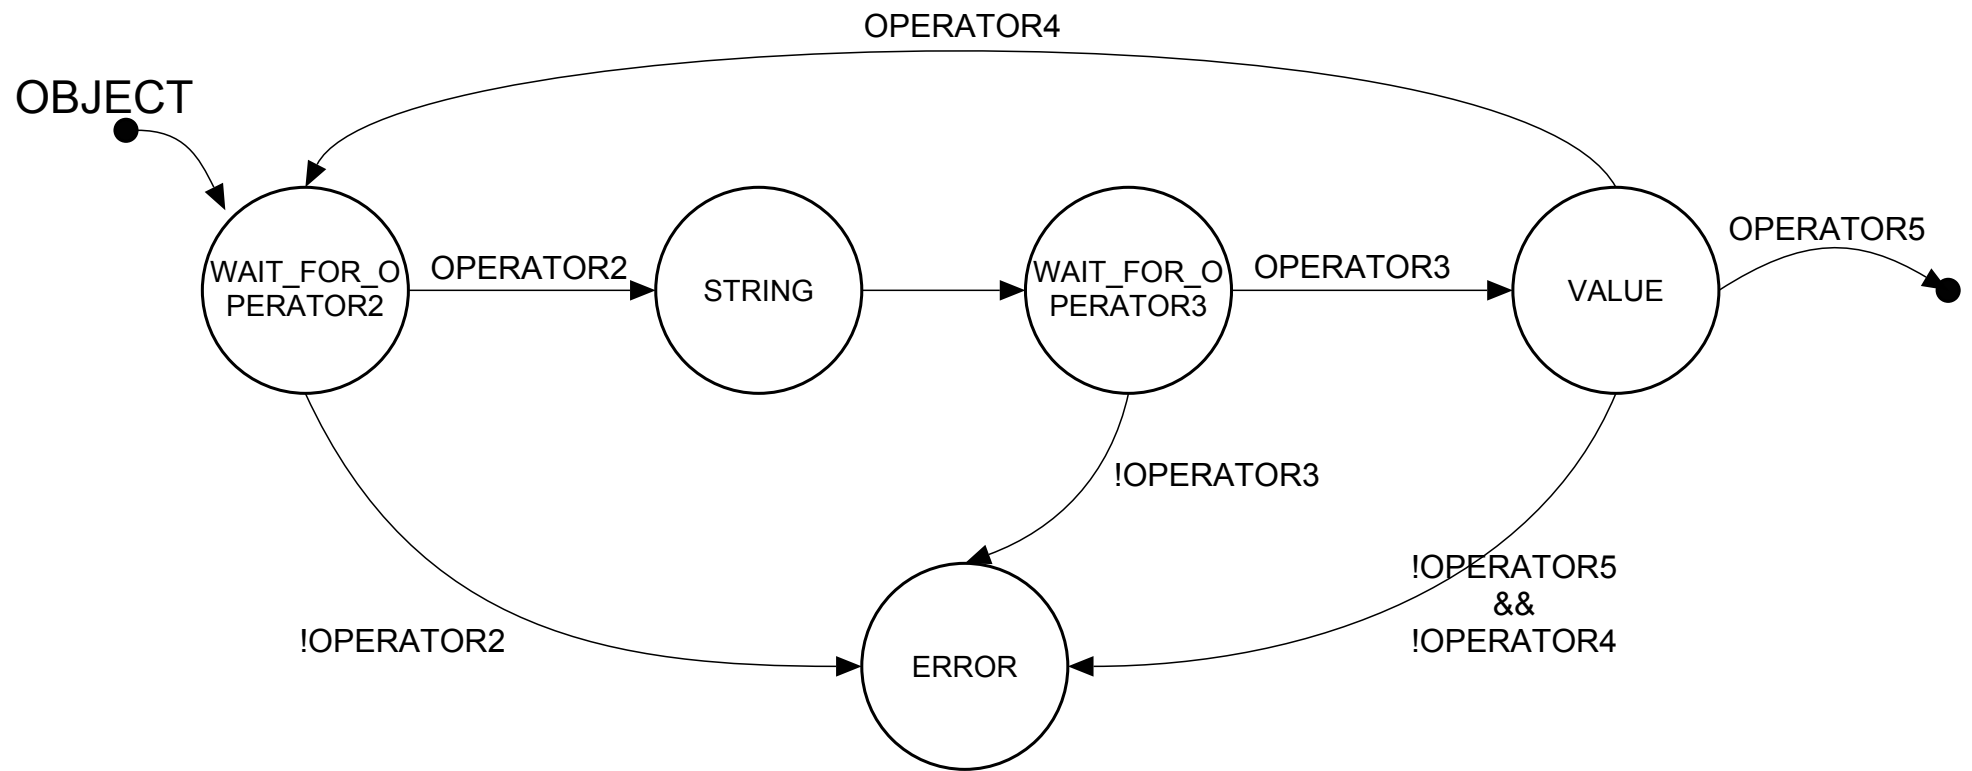 OPERATOR4
OBJECT
OPERATOR5
WAIT_FOR_O
PERATOR2
OPERATOR2
STRING
WAIT_FOR_O
PERATOR3
OPERATOR3
VALUE
!OPERATOR3
!OPERATOR5
&&
!OPERATOR4
!OPERATOR2
ERROR